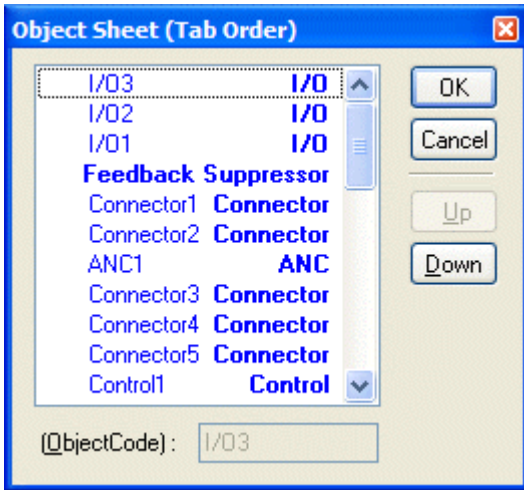 Object Sheet (Tab Order)
I/O3 I/O
I/O2 I/O
I/O1 I/O
Feedback Suppressor
Connector1 Connector
Connector2 Connector
ANC1 ANC
Connector3 Connector
Connector4 Connector
Connector5 Connector
Control1 Control
OK
Cancel
Up
Down
(ObjectCode) : I/O3